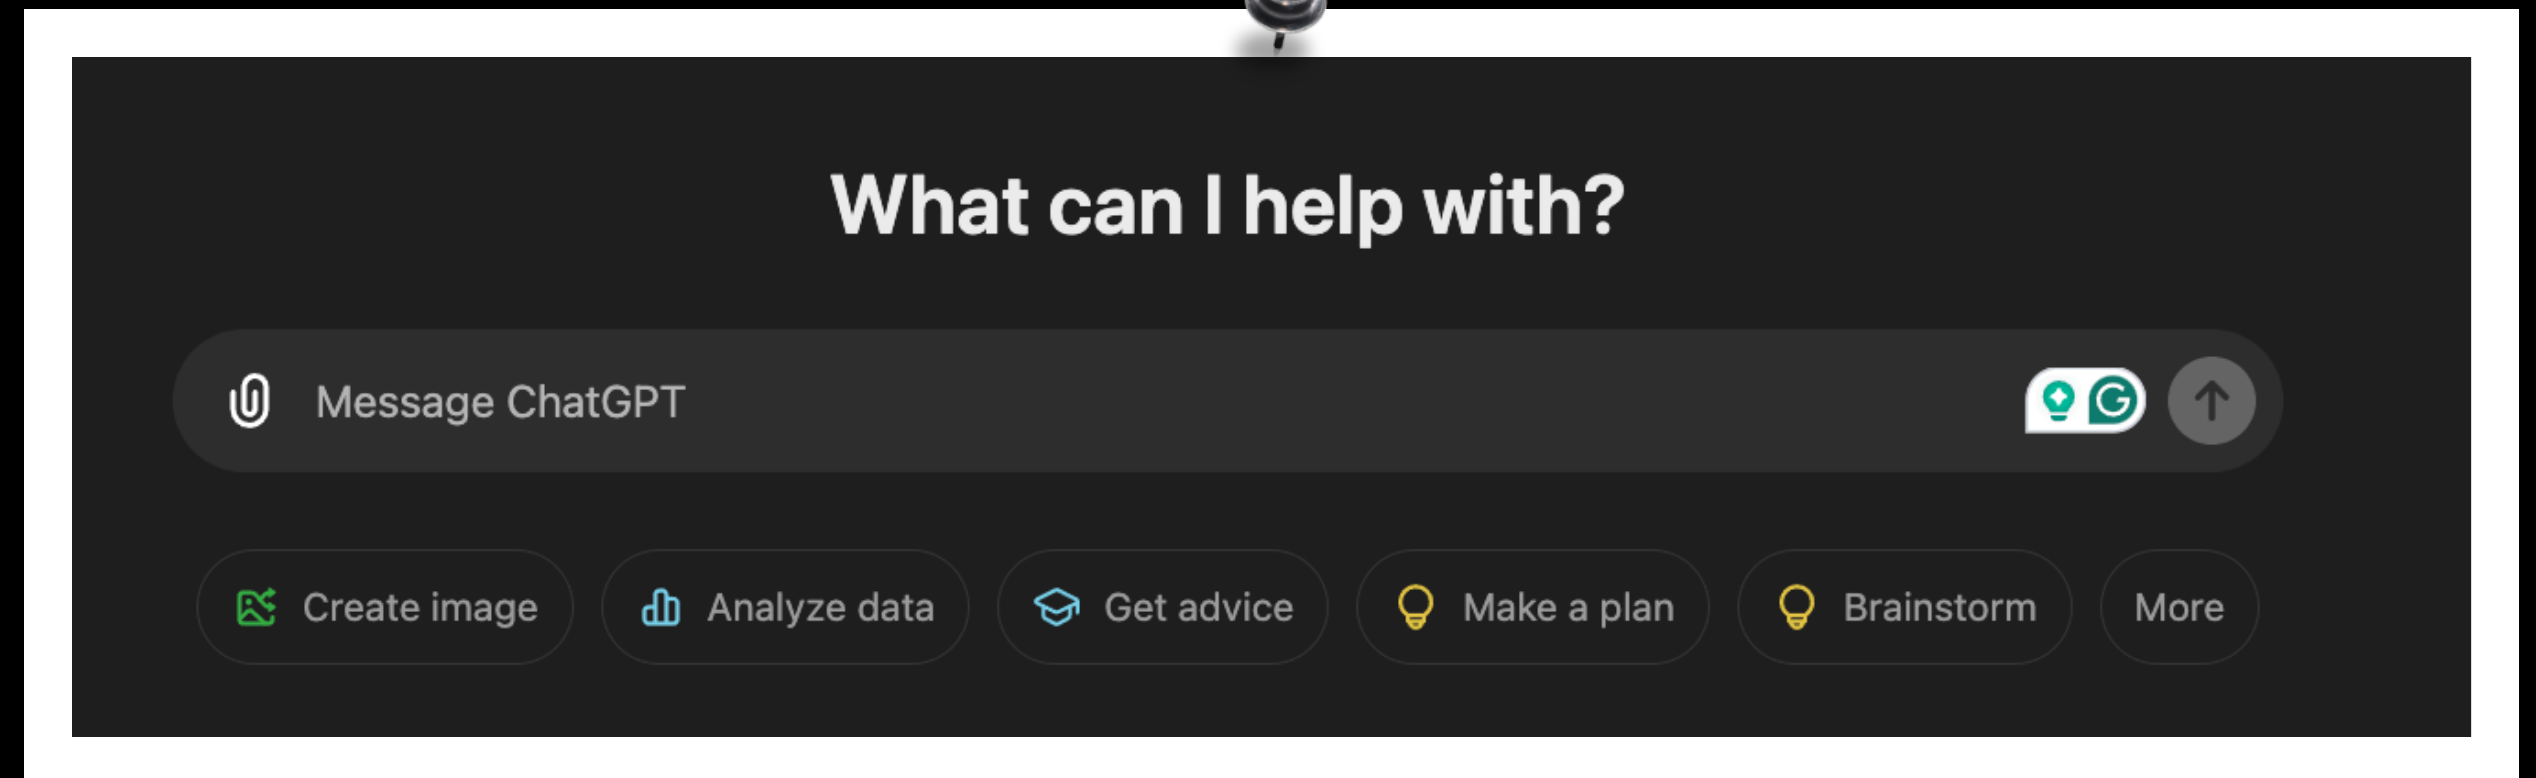 What can I help with?
Message ChatGPT
Create image
Analyze data
Get advice
Make a plan
Brainstorm
More